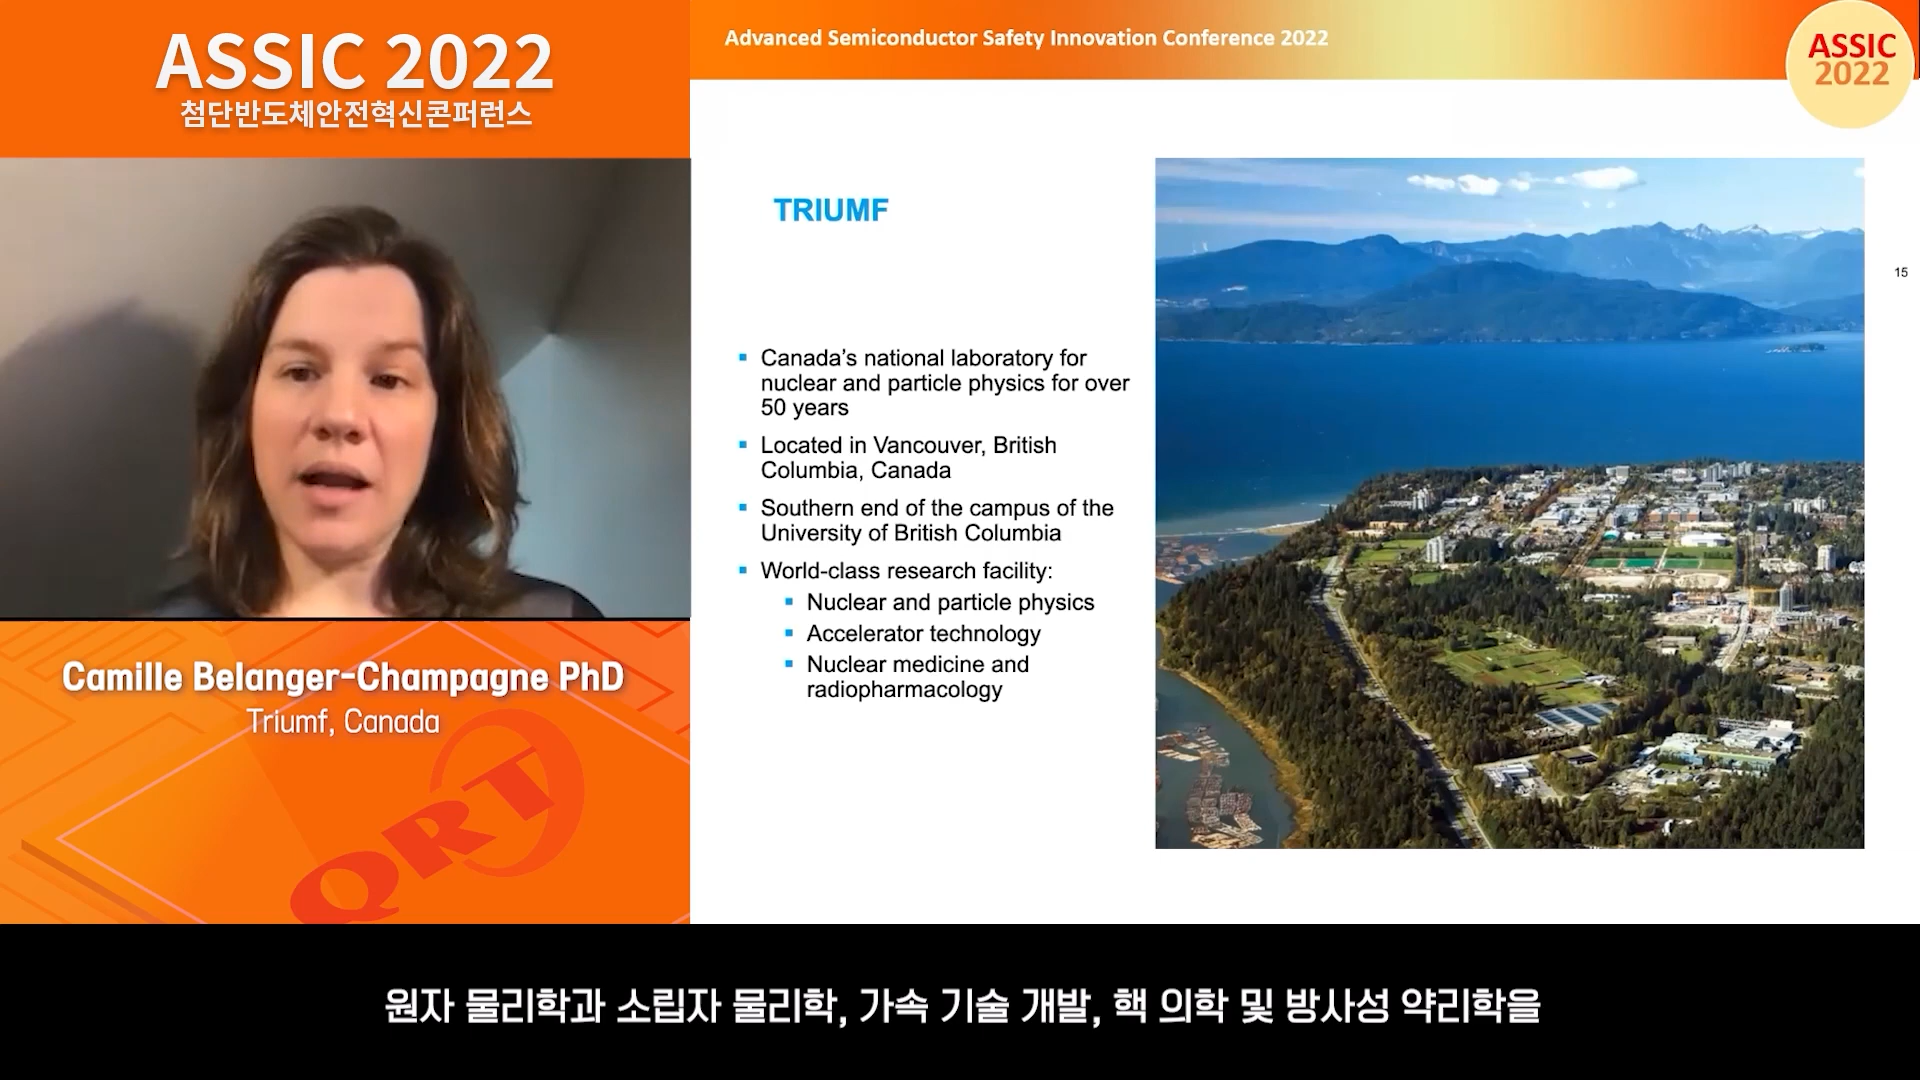 ASSIC 2022
첨단반도체안전혁신콘퍼런스
Advanced Semiconductor Safety Innovation Conference 2022
ASSIC
2022
TRIUMF
15
Canada’s national laboratory for
nuclear and particle physics for over
50 years
Located in Vancouver, British
Columbia, Canada
Southern end of the campus of the
University of British Columbia
World-class research facility:
Nuclear and particle physics
Accelerator technology
Nuclear medicine and
radiopharmacology
Camille Belanger-Champagne PhD
Triumf, Canada
QRT
원자 물리학과 소립자 물리학, 가속 기술 개발, 핵 의학 및 방사성 약리학을